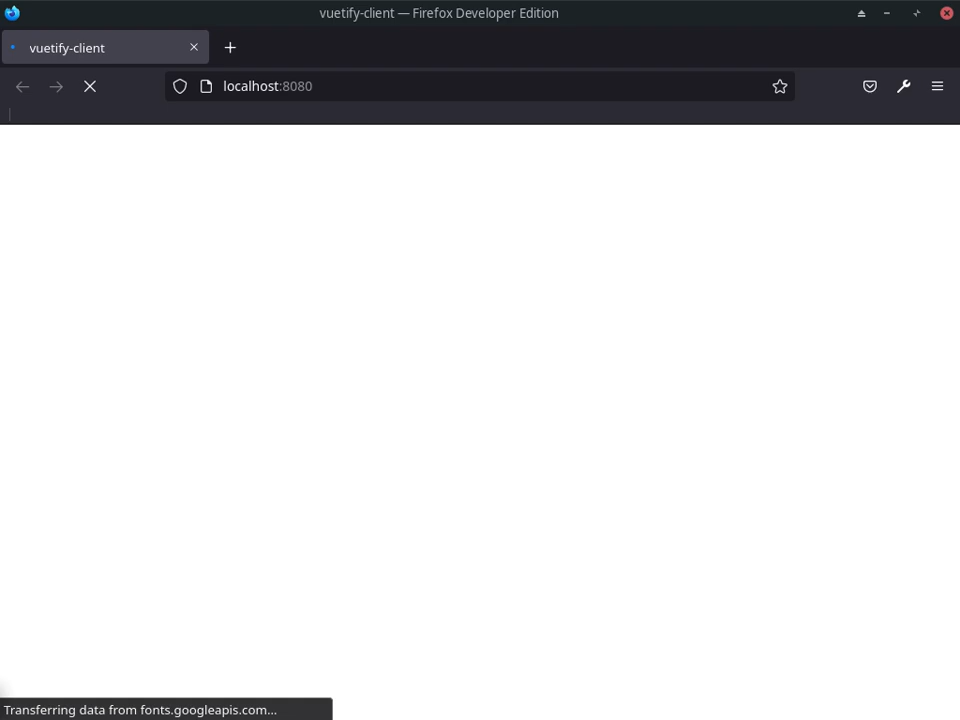 vuetify-client — Firefox Developer Edition
vuetify-client
localhost:8080
Transferring data from fonts.googleapis.com...